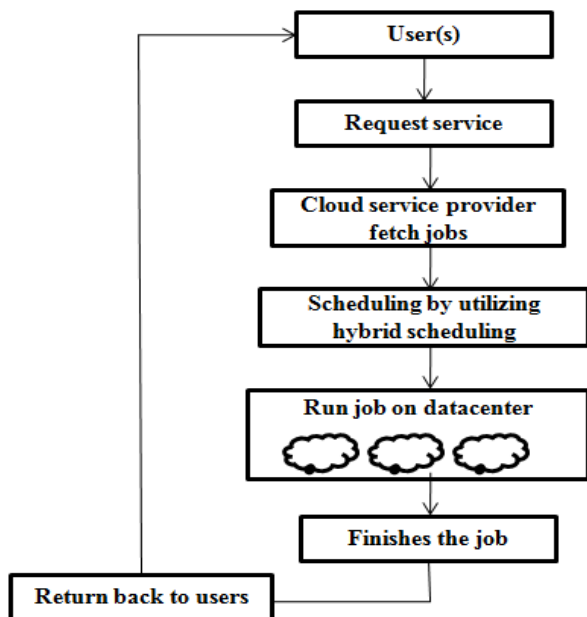 User(s)
Request service
Cloud service provider
fetch jobs
Scheduling by utilizing
hybrid scheduling
Run job on datacenter
Finishes the job
Return back to users